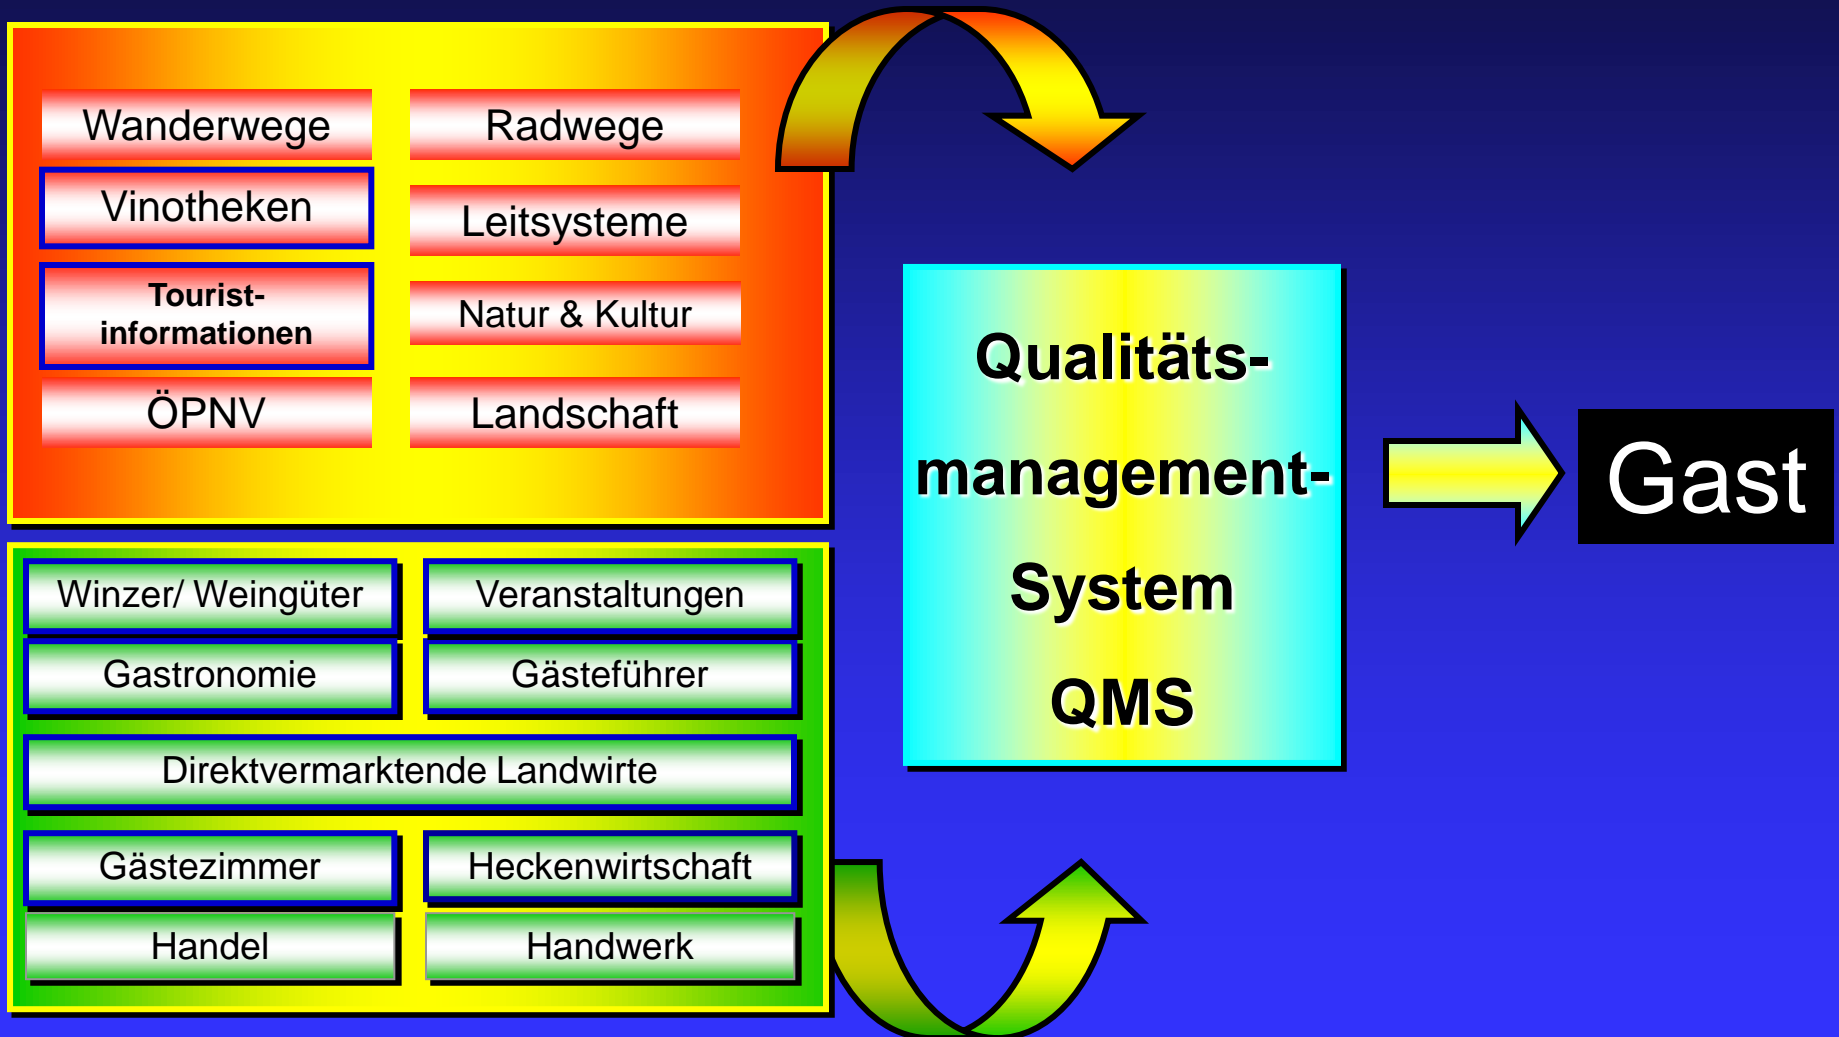 Wanderwege
Radwege
Vinotheken
Leitsysteme
Tourist-
informationen
Natur & Kultur
ÖPNV
Landschaft
Winzer/ Weingüter
Veranstaltungen
Gastronomie
Gästeführer
Direktvermarktende Landwirte
Gästezimmer
Heckenwirtschaft
Handel
Handwerk
Qualitäts-
management-
System
QMS
Gast